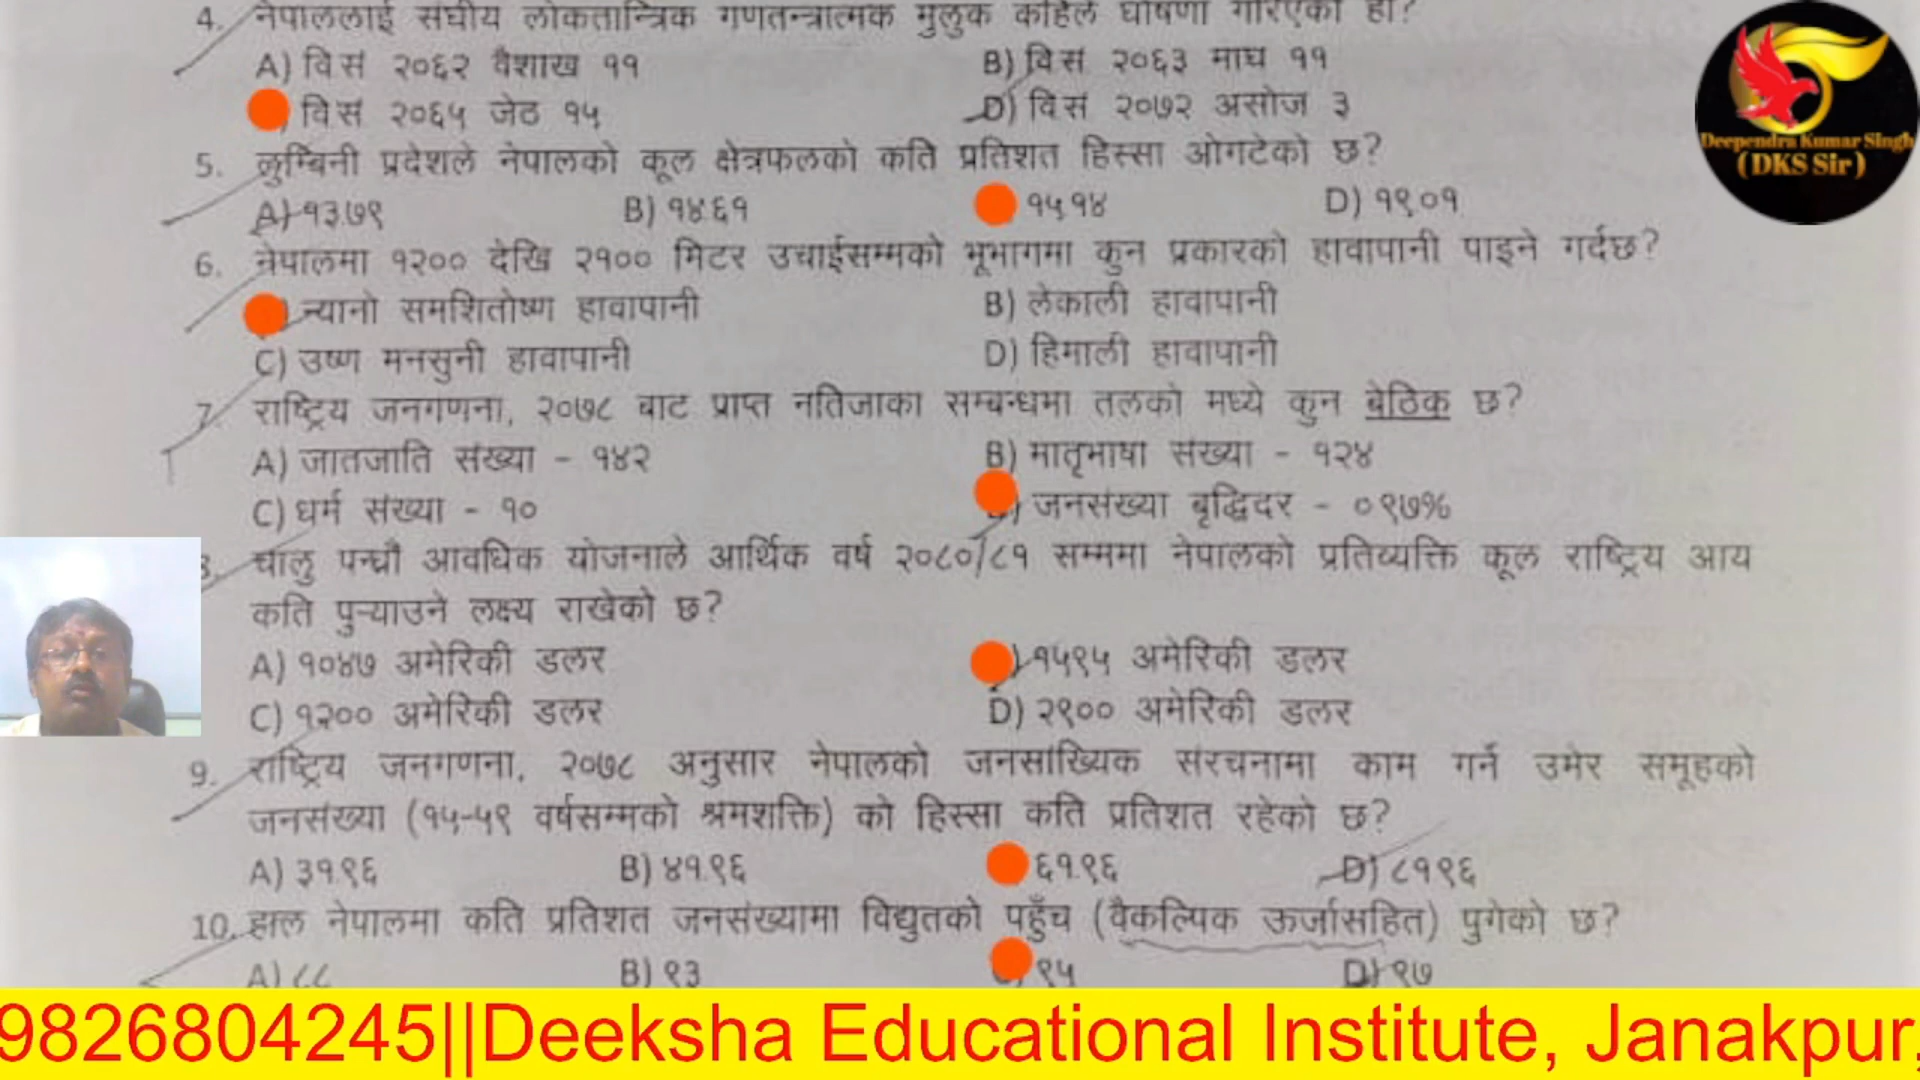 4. नेपाललाई संघीय लोकतान्त्रिक गणतन्त्रात्मक मुलुक कहिले घोषणा गरिएको हो?
A) विसं २०६२ वैशाख ११ B) विसं २०६३ माघ ११
विसं २०६५ जेठ १५ D) विसं २०७२ असोज ३
5. लुम्बिनी प्रदेशले नेपालको कूल क्षेत्रफलको कति प्रतिशत हिस्सा ओगटेको छ?
A) १३.७९ B) १४.६१ १५.१४ D) १९.०१
6. नेपालमा १२०० देखि २१०० मिटर उचाईसम्मको भूभागमा कुन प्रकारको हावापानी पाइने गर्दछ?
न्यानो समशितोष्ण हावापानी B) लेकाली हावापानी
C) उष्ण मनसुनी हावापानी D) हिमाली हावापानी
7. राष्ट्रिय जनगणना, २०७८ बाट प्राप्त नतिजाका सम्बन्धमा तलको मध्ये कुन बेठिक छ?
A) जातजाति संख्या - १४२ B) मातृभाषा संख्या - १२४
C) धर्म संख्या - १० जनसंख्या बृद्धिदर - ०.९७%
8. चालु पन्ध्रौ आवधिक योजनाले आर्थिक वर्ष २०८०/८१ सम्ममा नेपालको प्रतिव्यक्ति कूल राष्ट्रिय आय
कति पुऱ्याउने लक्ष्य राखेको छ?
A) १०४७ अमेरिकी डलर ) १५९५ अमेरिकी डलर
C) १२०० अमेरिकी डलर D) २९०० अमेरिकी डलर
9. राष्ट्रिय जनगणना, २०७८ अनुसार नेपालको जनसांख्यिक संरचनामा काम गर्ने उमेर समूहको
जनसंख्या (१५-५९ वर्षसम्मको श्रमशक्ति) को हिस्सा कति प्रतिशत रहेको छ?
A) ३१.९६ B) ४१.९६ ६१.९६ D) ८१.९६
10. हाल नेपालमा कति प्रतिशत जनसंख्यामा विद्युतको पहुँच (वैकल्पिक ऊर्जासहित) पुगेको छ?
A) ८८ B) ९३ ९५ D) ९७
Deependra Kumar Singh
(DKS Sir)
9826804245||Deeksha Educational Institute, Janakpur,